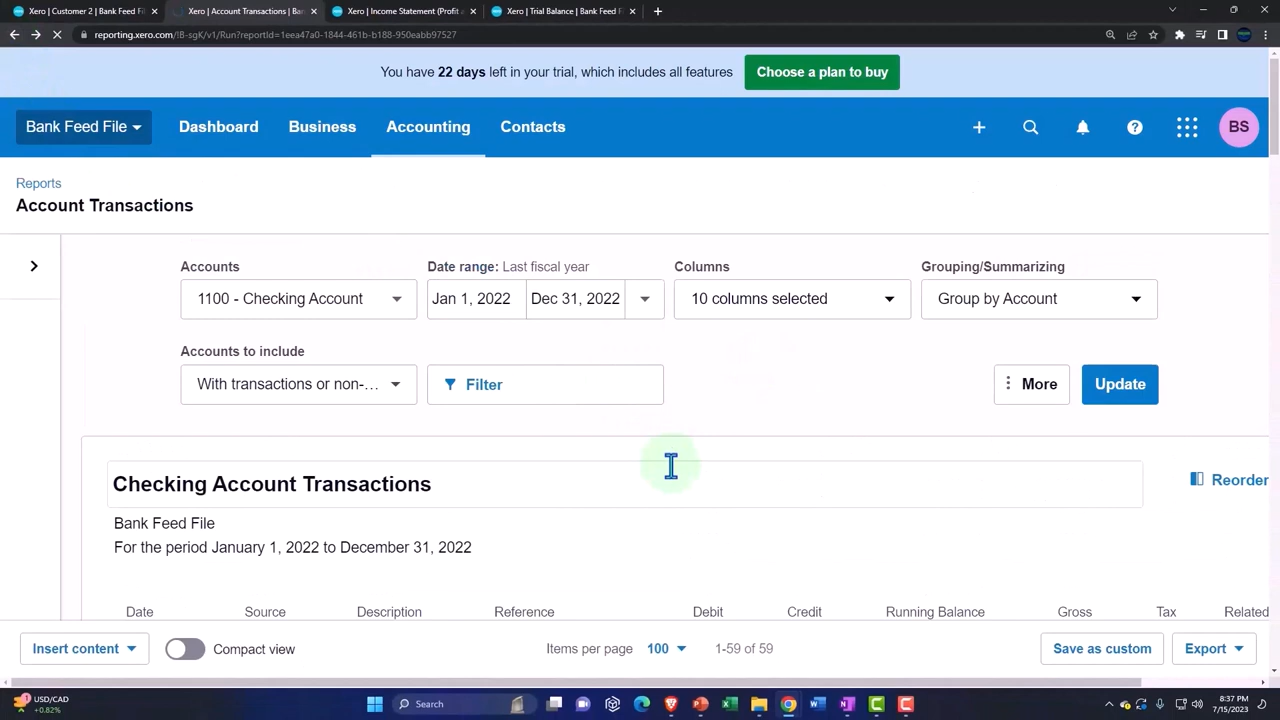 Xero | Customer 2 | Bank Feed Fil
Xero | Account Transactions | Ban
Xero | Income Statement (Profit a
Xero | Trial Balance | Bank Feed F
reporting.xero.com/!B-sgK/v1/Run?reportId=1eea47a0-1844-461b-b188-950eabb97527
You have 22 days left in your trial, which includes all features
Choose a plan to buy
Bank Feed File
Dashboard
Business
Accounting
Contacts
BS
Reports
Account Transactions
Accounts
Date range: Last fiscal year
Columns
Grouping/Summarizing
1100 - Checking Account
Jan 1, 2022
Dec 31, 2022
10 columns selected
Group by Account
Accounts to include
With transactions or non-...
Filter
More
Update
Checking Account Transactions
Reorder
Bank Feed File
For the period January 1, 2022 to December 31, 2022
Date Source Description Reference Debit Credit Running Balance Gross Tax Related
Insert content
Compact view
Items per page 100
1-59 of 59
Save as custom
Export
USD/CAD
+0.82%
Search
8:37 PM
7/15/2023